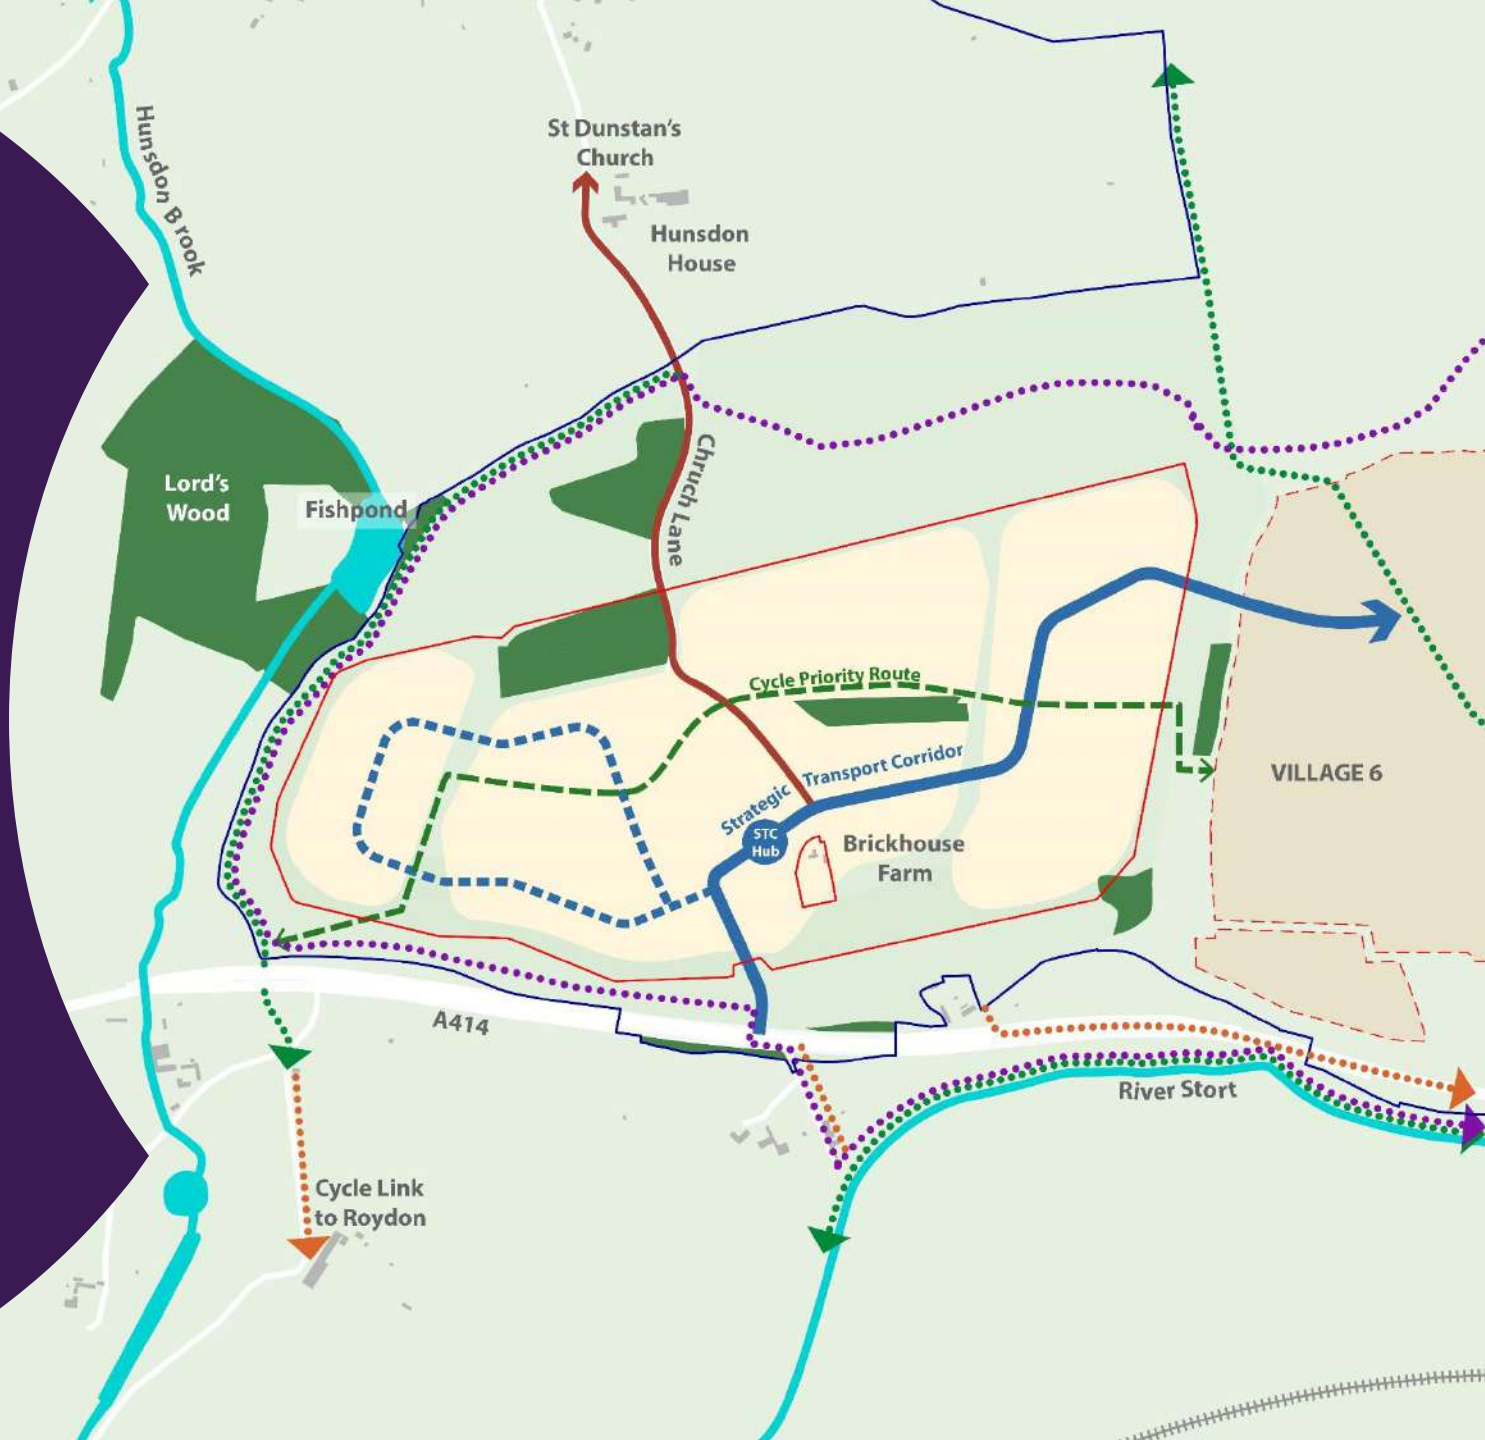 Hunsdon Brook
St Dunstan's
Church
Hunsdon
House
Lord's
Wood
Fishpond
Chruch Lane
Cycle Priority Route
Strategic Transport Corridor
STC
Hub
Brickhouse
Farm
VILLAGE 6
A414
River Stort
Cycle Link
to Roydon